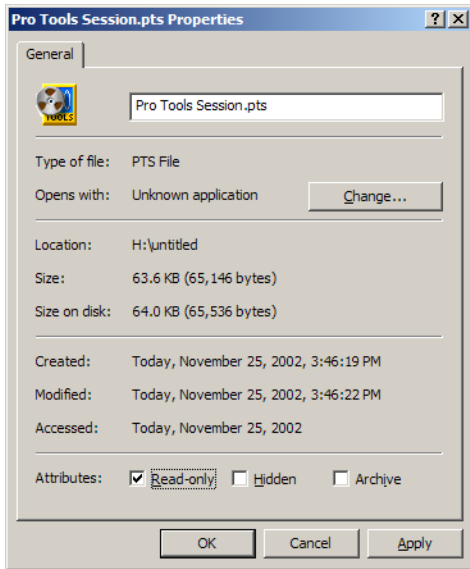 Pro Tools Session.pts Properties
General
TOOLS
Pro Tools Session.pts
Type of file: PTS File
Opens with: Unknown application Change...
Location: H:\untitled
Size: 63.6 KB (65,146 bytes)
Size on disk: 64.0 KB (65,536 bytes)
Created: Today, November 25, 2002, 3:46:19 PM
Modified: Today, November 25, 2002, 3:46:22 PM
Accessed: Today, November 25, 2002
Attributes: Read-only Hidden Archive
OK Cancel Apply